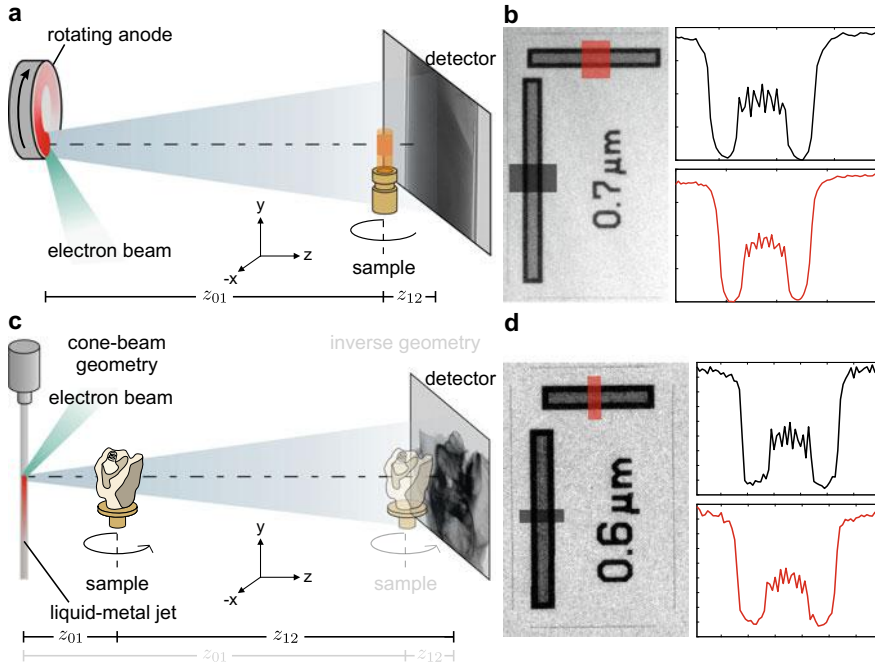 a
rotating anode
detector
electron beam
y
z
-x
sample
z01
z12
b
0.7 µm
c
cone-beam
geometry
inverse geometry
electron beam
detector
y
z
-x
sample
sample
liquid-metal jet
z01
z12
z01
z12
d
0.6 µm